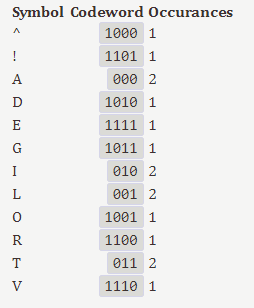 Symbol Codeword Occurances
^ 1000 1
! 1101 1
A 000 2
D 1010 1
E 1111 1
G 1011 1
I 010 2
L 001 2
O 1001 1
R 1100 1
T 011 2
V 1110 1